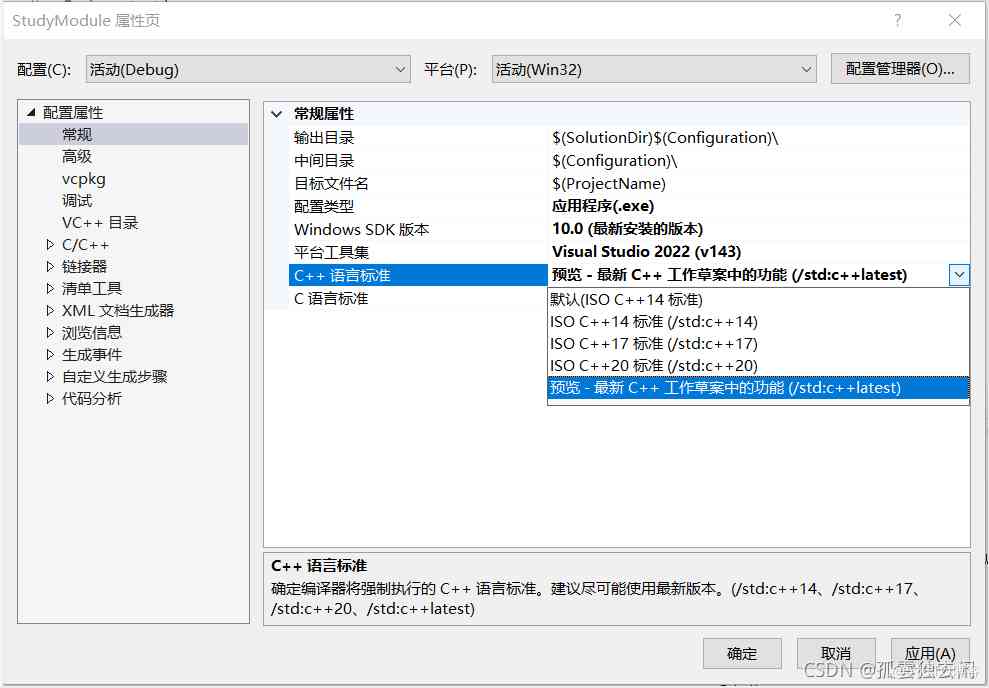 StudyModule 属性页
?
配置(C): 活动(Debug) 平台(P): 活动(Win32) 配置管理器(O)...
配置属性
常规
高级
vcpkg
调试
VC++ 目录
C/C++
链接器
清单工具
XML 文档生成器
浏览信息
生成事件
自定义生成步骤
代码分析
常规属性
输出目录 $(SolutionDir)$(Configuration)\
中间目录 $(Configuration)\
目标文件名 $(ProjectName)
配置类型 应用程序(.exe)
Windows SDK 版本 10.0 (最新安装的版本)
平台工具集 Visual Studio 2022 (v143)
C++ 语言标准 预览 - 最新 C++ 工作草案中的功能 (/std:c++latest)
C 语言标准
默认(ISO C++14 标准)
ISO C++14 标准 (/std:c++14)
ISO C++17 标准 (/std:c++17)
ISO C++20 标准 (/std:c++20)
预览 - 最新 C++ 工作草案中的功能 (/std:c++latest)
C++ 语言标准
确定编译器将强制执行的 C++ 语言标准。建议尽可能使用最新版本。(/std:c++14、/std:c++17、
/std:c++20、/std:c++latest)
确定 取消 应用(A)
CSDN @孤雲独去闲